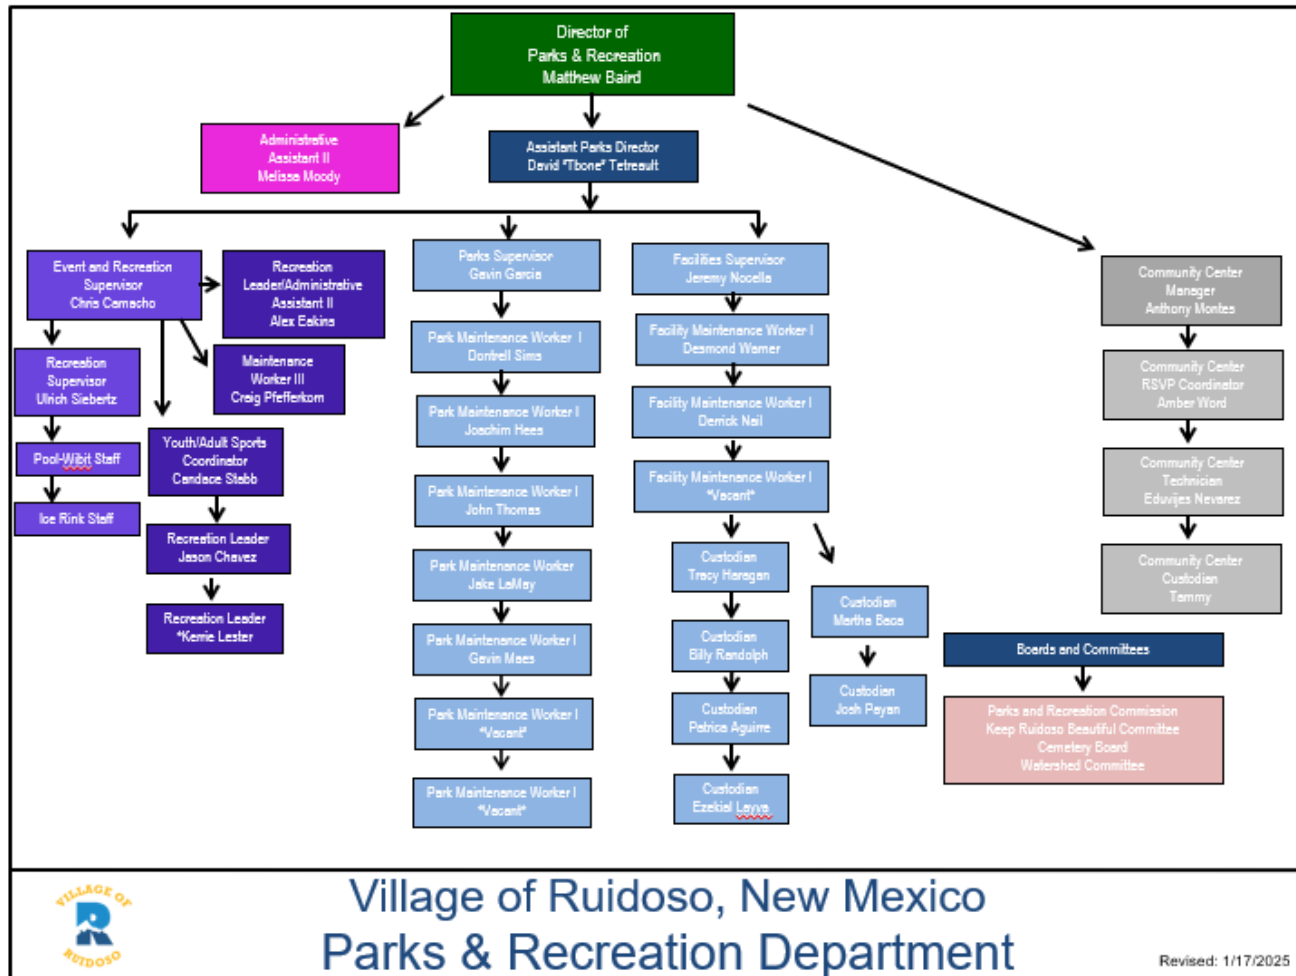 Director of
Parks & Recreation
Matthew Baird
Administrative
Assistant II
Melissa Moody
Assistant Parks Director
David "Tbone" Tetreault
Event and Recreation
Supervisor
Chris Camacho
Recreation
Leader/Administrative
Assistant II
Alex Eakins
Maintenance
Worker III
Craig Pfefferkorn
Recreation
Supervisor
Ulrich Siebertz
Pool-Wibit Staff
Ice Rink Staff
Youth/Adult Sports
Coordinator
Candace Stabb
Recreation Leader
Jason Chavez
Recreation Leader
*Kerrie Lester
Parks Supervisor
Gavin Garcia
Park Maintenance Worker I
Dontrell Sims
Park Maintenance Worker I
Joachim Hees
Park Maintenance Worker I
John Thomas
Park Maintenance Worker
Jake LaMay
Park Maintenance Worker I
Gavin Maes
Park Maintenance Worker I
*Vacant*
Park Maintenance Worker I
*Vacant*
Facilities Supervisor
Jeremy Nocella
Facility Maintenance Worker I
Desmond Warner
Facility Maintenance Worker I
Derrick Nail
Facility Maintenance Worker I
*Vacant*
Custodian
Tracy Haragan
Custodian
Billy Randolph
Custodian
Patrica Aguirre
Custodian
Ezekial Leyva
Custodian
Martha Baca
Custodian
Josh Payan
Community Center
Manager
Anthony Montes
Community Center
RSVP Coordinator
Amber Word
Community Center
Technician
Eduvijes Nevarez
Community Center
Custodian
Tammy
Boards and Committees
Parks and Recreation Commission
Keep Ruidoso Beautiful Committee
Cemetery Board
Watershed Committee
VILLAGE OF
R
RUIDOSO
Village of Ruidoso, New Mexico
Parks & Recreation Department
Revised: 1/17/2025